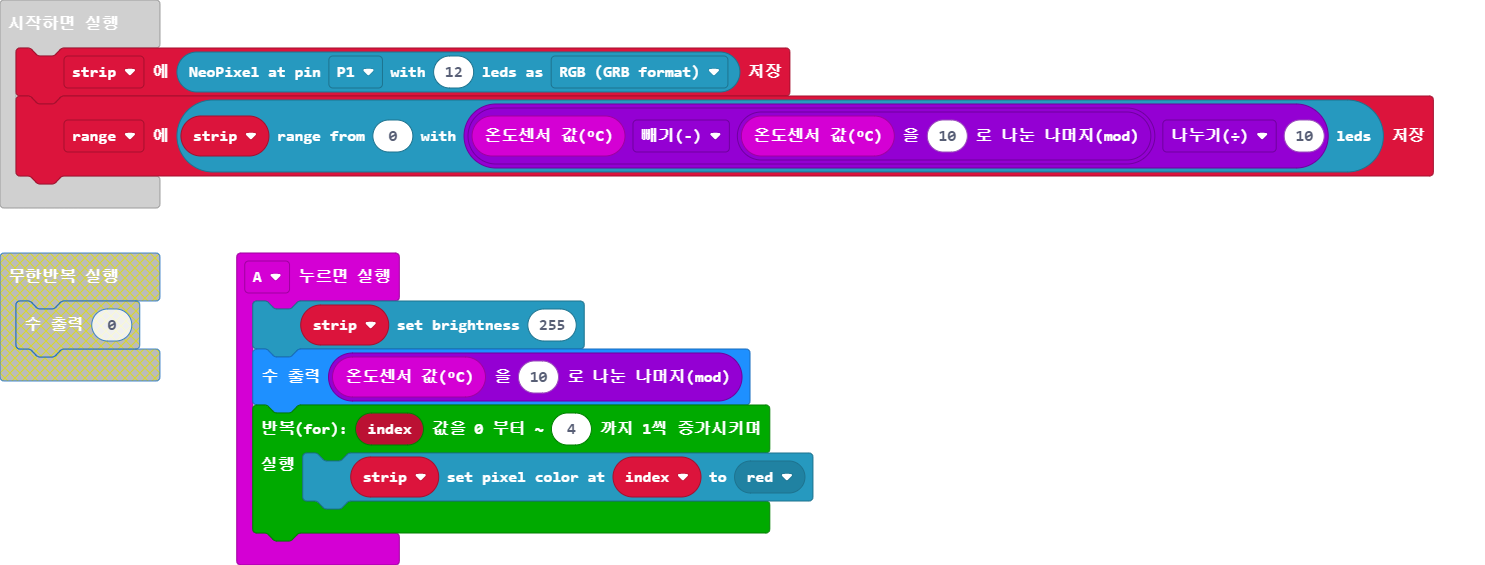 시작하면 실행
strip 에 NeoPixel at pin P1 with 12 leds as RGB (GRB format) 저장
range 에 strip range from 0 with 온도센서 값(ºC) 빼기(-) 온도센서 값(ºC) 을 10 로 나눈 나머지(mod) 나누기(÷) 10 leds 저장
무한반복 실행
수 출력 0
A 누르면 실행
strip set brightness 255
수 출력 온도센서 값(ºC) 을 10 로 나눈 나머지(mod)
반복(for): index 값을 0 부터 ~ 4 까지 1씩 증가시키며
실행 strip set pixel color at index to red